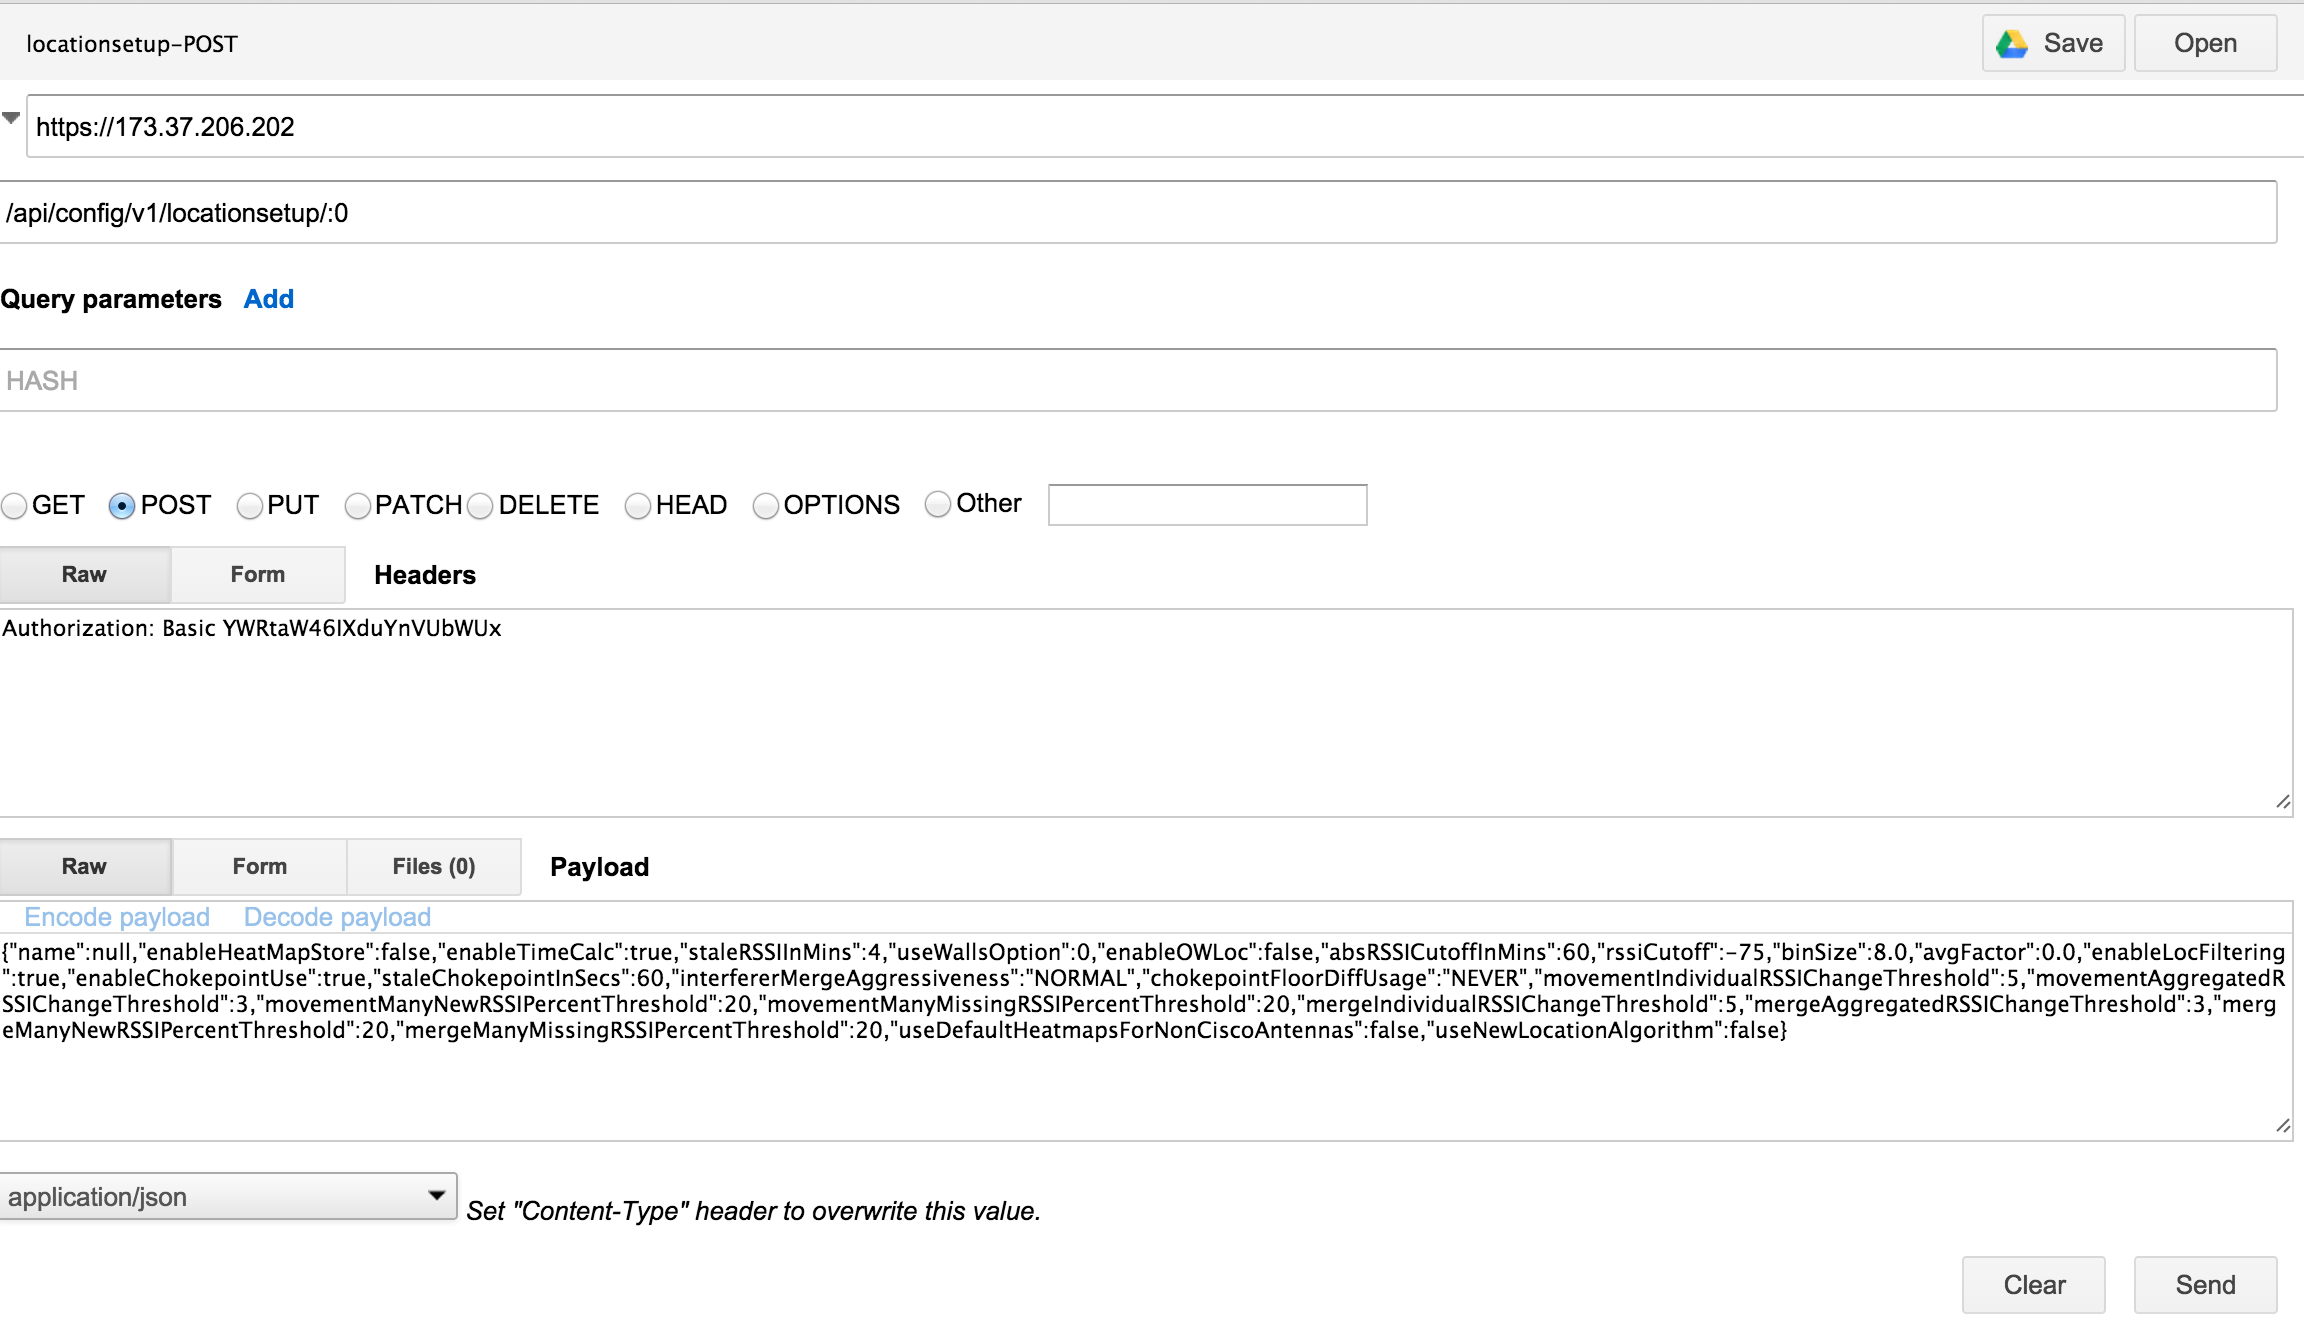 locationsetup-POST
Save
Open
https://173.37.206.202
/api/config/v1/locationsetup/:0
Query parameters Add
HASH
GET POST PUT PATCH DELETE HEAD OPTIONS Other
Raw Form Headers
Authorization: Basic YWRtaW46IXduYnVUbWUx
Raw Form Files (0) Payload
Encode payload Decode payload
{"name":null,"enableHeatMapStore":false,"enableTimeCalc":true,"staleRSSIInMins":4,"useWallsOption":0,"enableOWLoc":false,"absRSSICutoffInMins":60,"rssiCutoff":-75,"binSize":8.0,"avgFactor":0.0,"enableLocFiltering
":true,"enableChokepointUse":true,"staleChokepointInSecs":60,"interfererMergeAggressiveness":"NORMAL","chokepointFloorDiffUsage":"NEVER","movementIndividualRSSIChangeThreshold":5,"movementAggregatedR
SSIChangeThreshold":3,"movementManyNewRSSIPercentThreshold":20,"movementManyMissingRSSIPercentThreshold":20,"mergeIndividualRSSIChangeThreshold":5,"mergeAggregatedRSSIChangeThreshold":3,"merg
eManyNewRSSIPercentThreshold":20,"mergeManyMissingRSSIPercentThreshold":20,"useDefaultHeatmapsForNonCiscoAntennas":false,"useNewLocationAlgorithm":false}
application/json
Set "Content-Type" header to overwrite this value.
Clear
Send